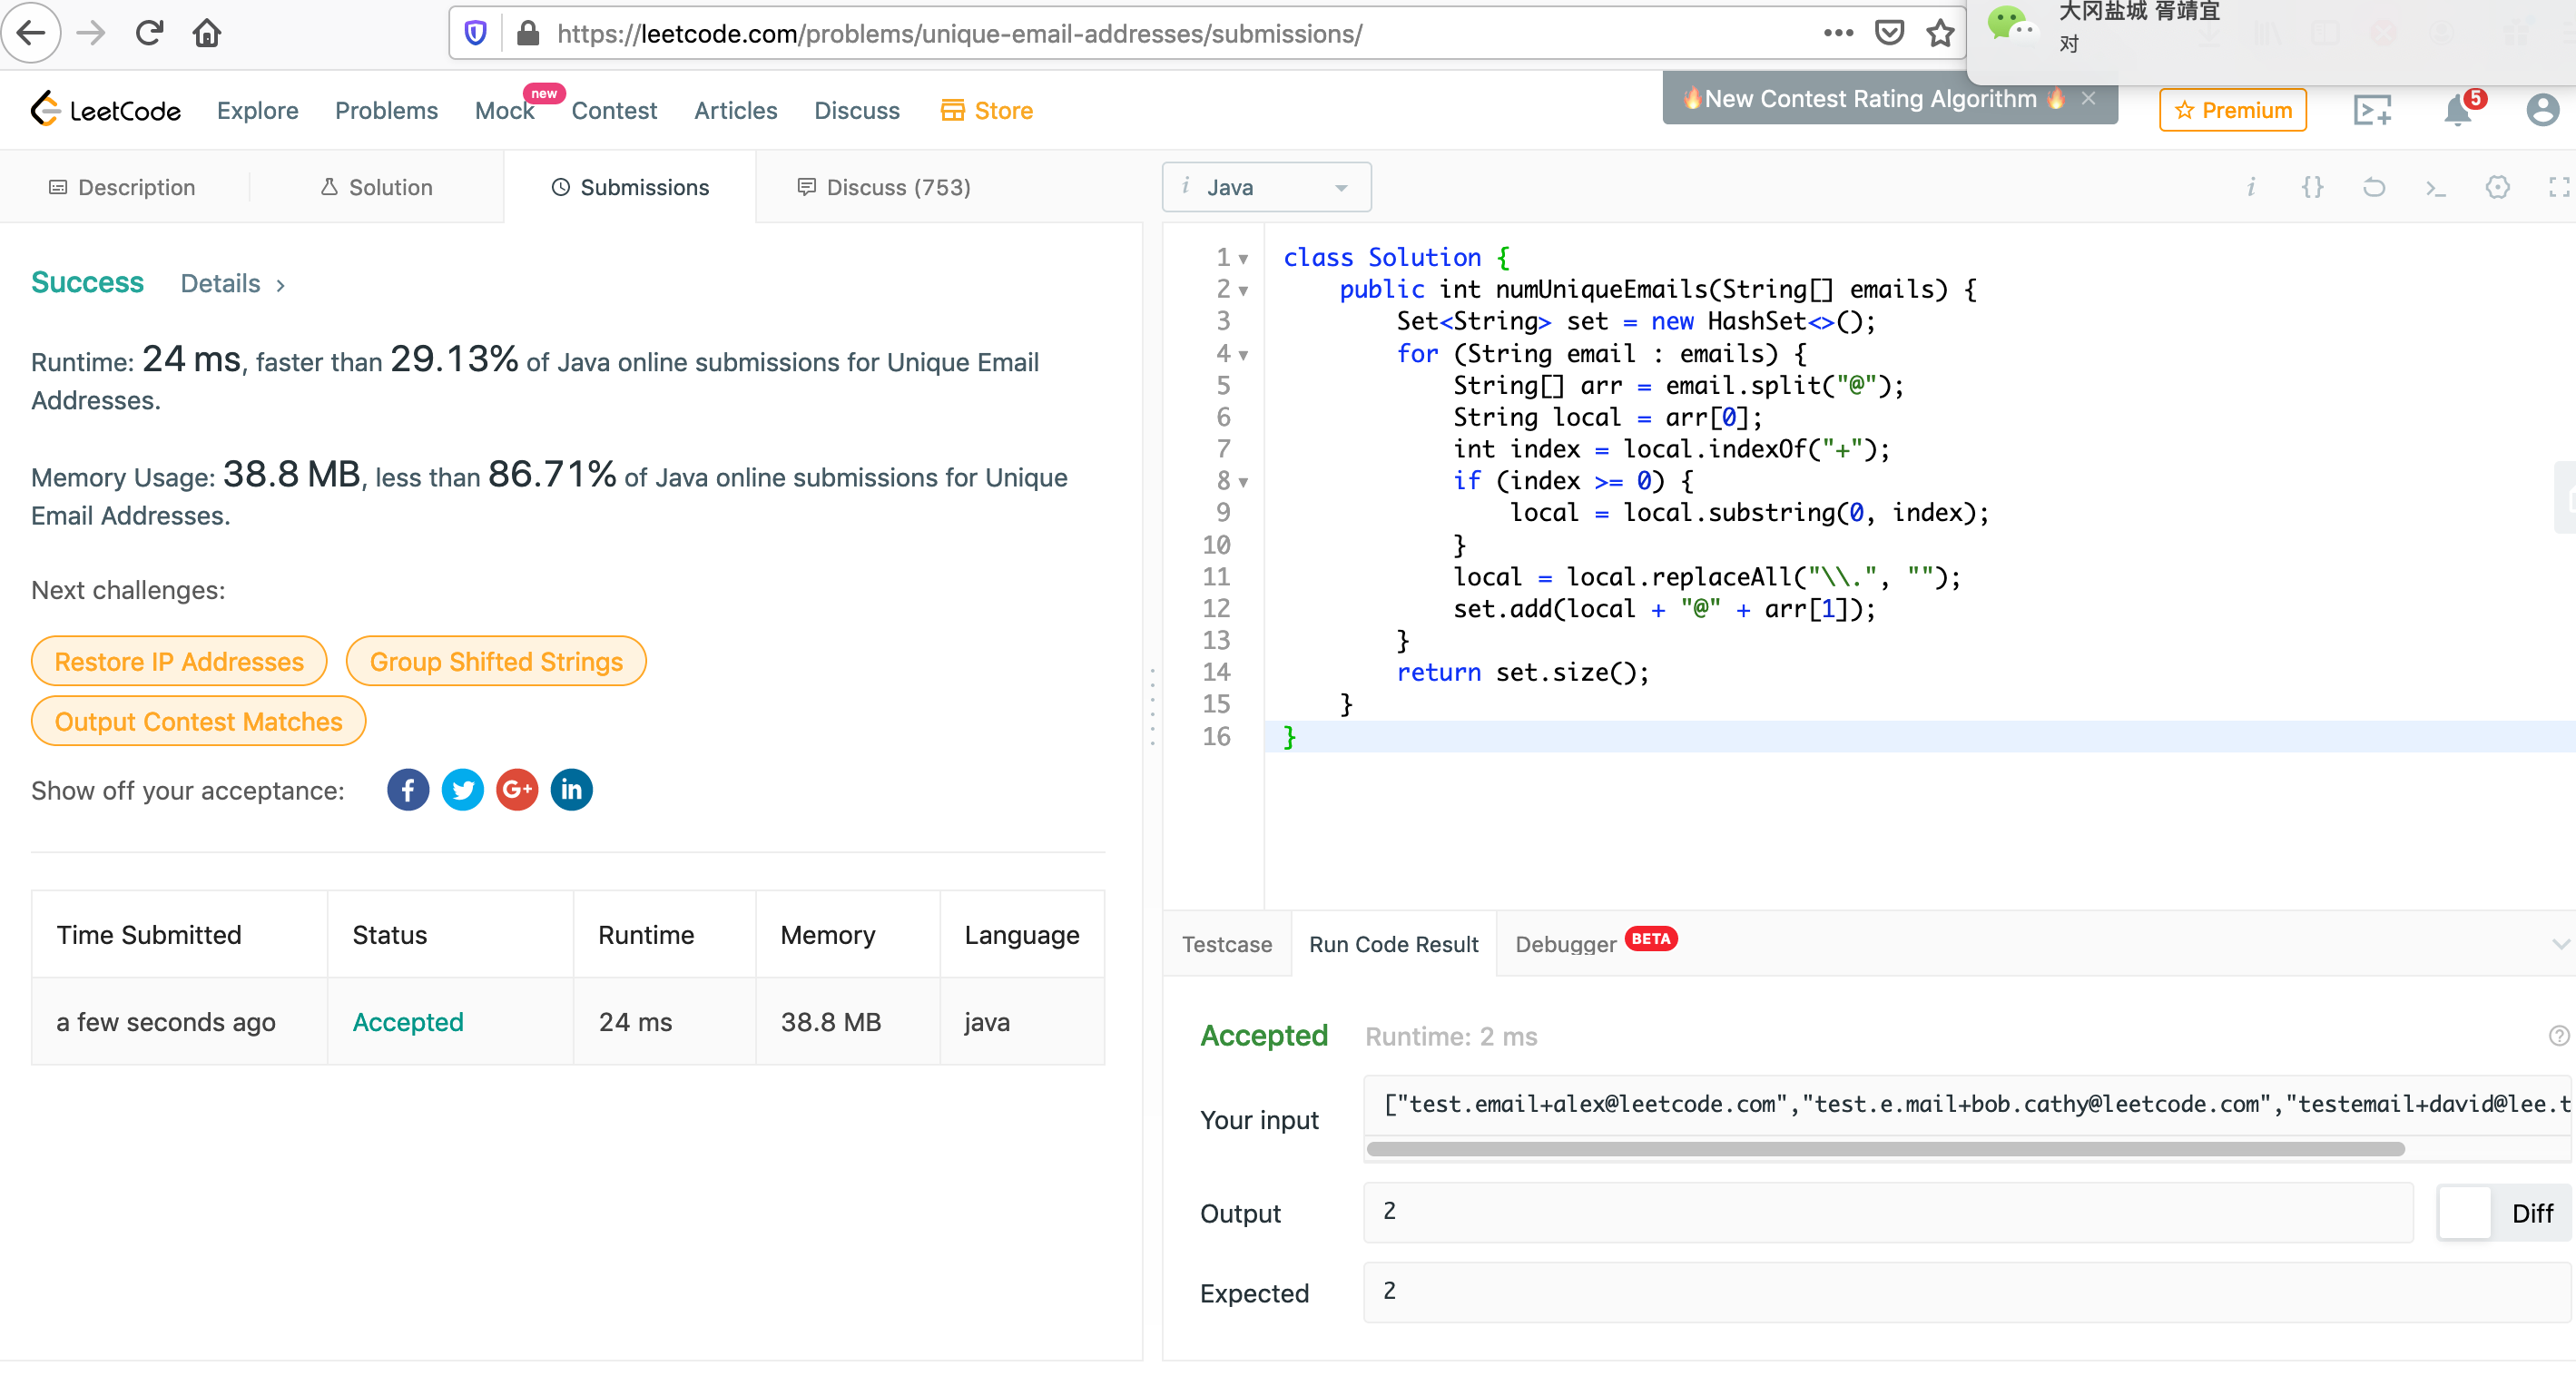 https://leetcode.com/problems/unique-email-addresses/submissions/
大冈盐城 胥靖宜
对
LeetCode Explore Problems Mock new Contest Articles Discuss Store
🔥New Contest Rating Algorithm 🔥 ×
Premium
5
Description Solution Submissions Discuss (753)
Success Details >
Runtime: 24 ms, faster than 29.13% of Java online submissions for Unique Email
Addresses.
Memory Usage: 38.8 MB, less than 86.71% of Java online submissions for Unique
Email Addresses.
Next challenges:
Restore IP Addresses Group Shifted Strings
Output Contest Matches
Show off your acceptance: f G+ in
Time Submitted Status Runtime Memory Language
a few seconds ago Accepted 24 ms 38.8 MB java
i Java
i {} >_
1 class Solution {
2     public int numUniqueEmails(String[] emails) {
3         Set<String> set = new HashSet<>();
4         for (String email : emails) {
5             String[] arr = email.split("@");
6             String local = arr[0];
7             int index = local.indexOf("+");
8             if (index >= 0) {
9                 local = local.substring(0, index);
10             }
11             local = local.replaceAll("\\.", "");
12             set.add(local + "@" + arr[1]);
13         }
14         return set.size();
15     }
16 }
Testcase Run Code Result Debugger BETA
Accepted Runtime: 2 ms
Your input ["test.email+alex@leetcode.com","test.e.mail+bob.cathy@leetcode.com","testemail+david@lee.t
Output 2 Diff
Expected 2